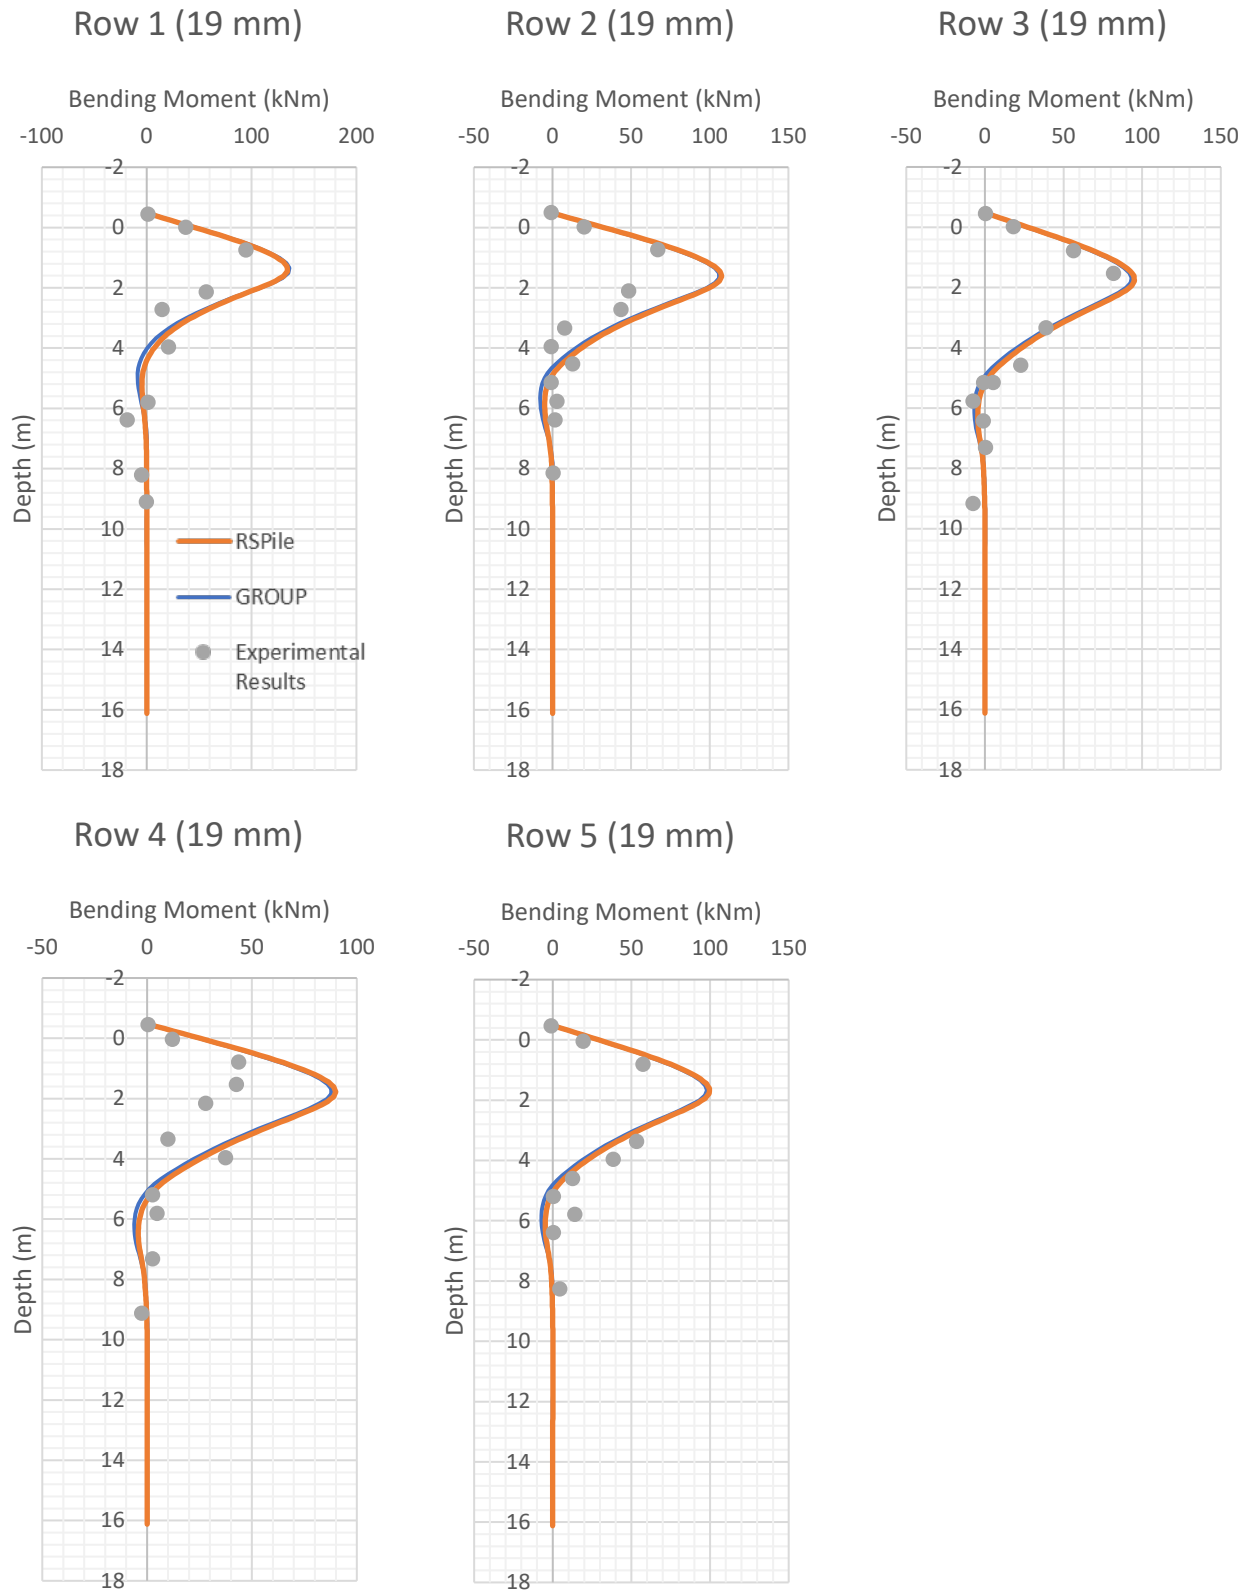 Row 1 (19 mm)
Bending Moment (kNm)
-100 0 100 200
-2
0
2
4
6
8
10
12
14
16
18
Depth (m)
RSPile
GROUP
Experimental
Results
Row 2 (19 mm)
Bending Moment (kNm)
-50 0 50 100 150
-2
0
2
4
6
8
10
12
14
16
18
Depth (m)
Row 3 (19 mm)
Bending Moment (kNm)
-50 0 50 100 150
-2
0
2
4
6
8
10
12
14
16
18
Depth (m)
Row 4 (19 mm)
Bending Moment (kNm)
-50 0 50 100
-2
0
2
4
6
8
10
12
14
16
18
Depth (m)
Row 5 (19 mm)
Bending Moment (kNm)
-50 0 50 100 150
-2
0
2
4
6
8
10
12
14
16
18
Depth (m)